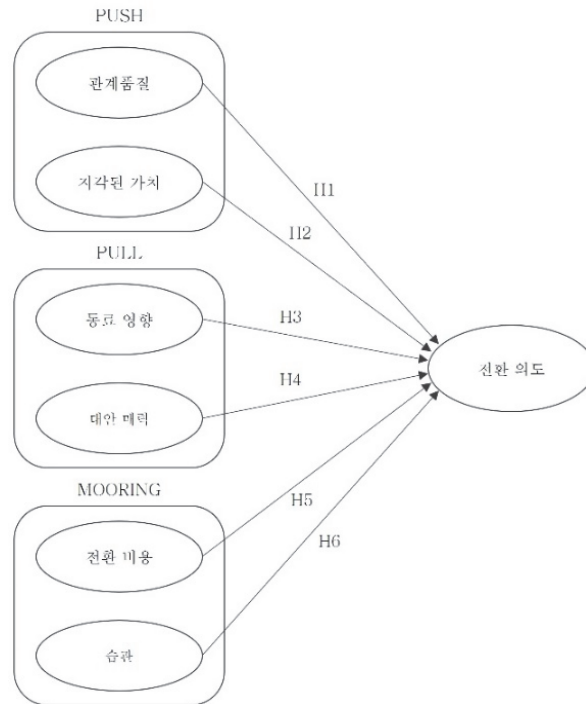 PUSH
관계품질
지각된 가치
H1
H2
PULL
동료 영향
H3
대안 매력
H4
전환 의도
MOORING
전환 비용
H5
H6
습관